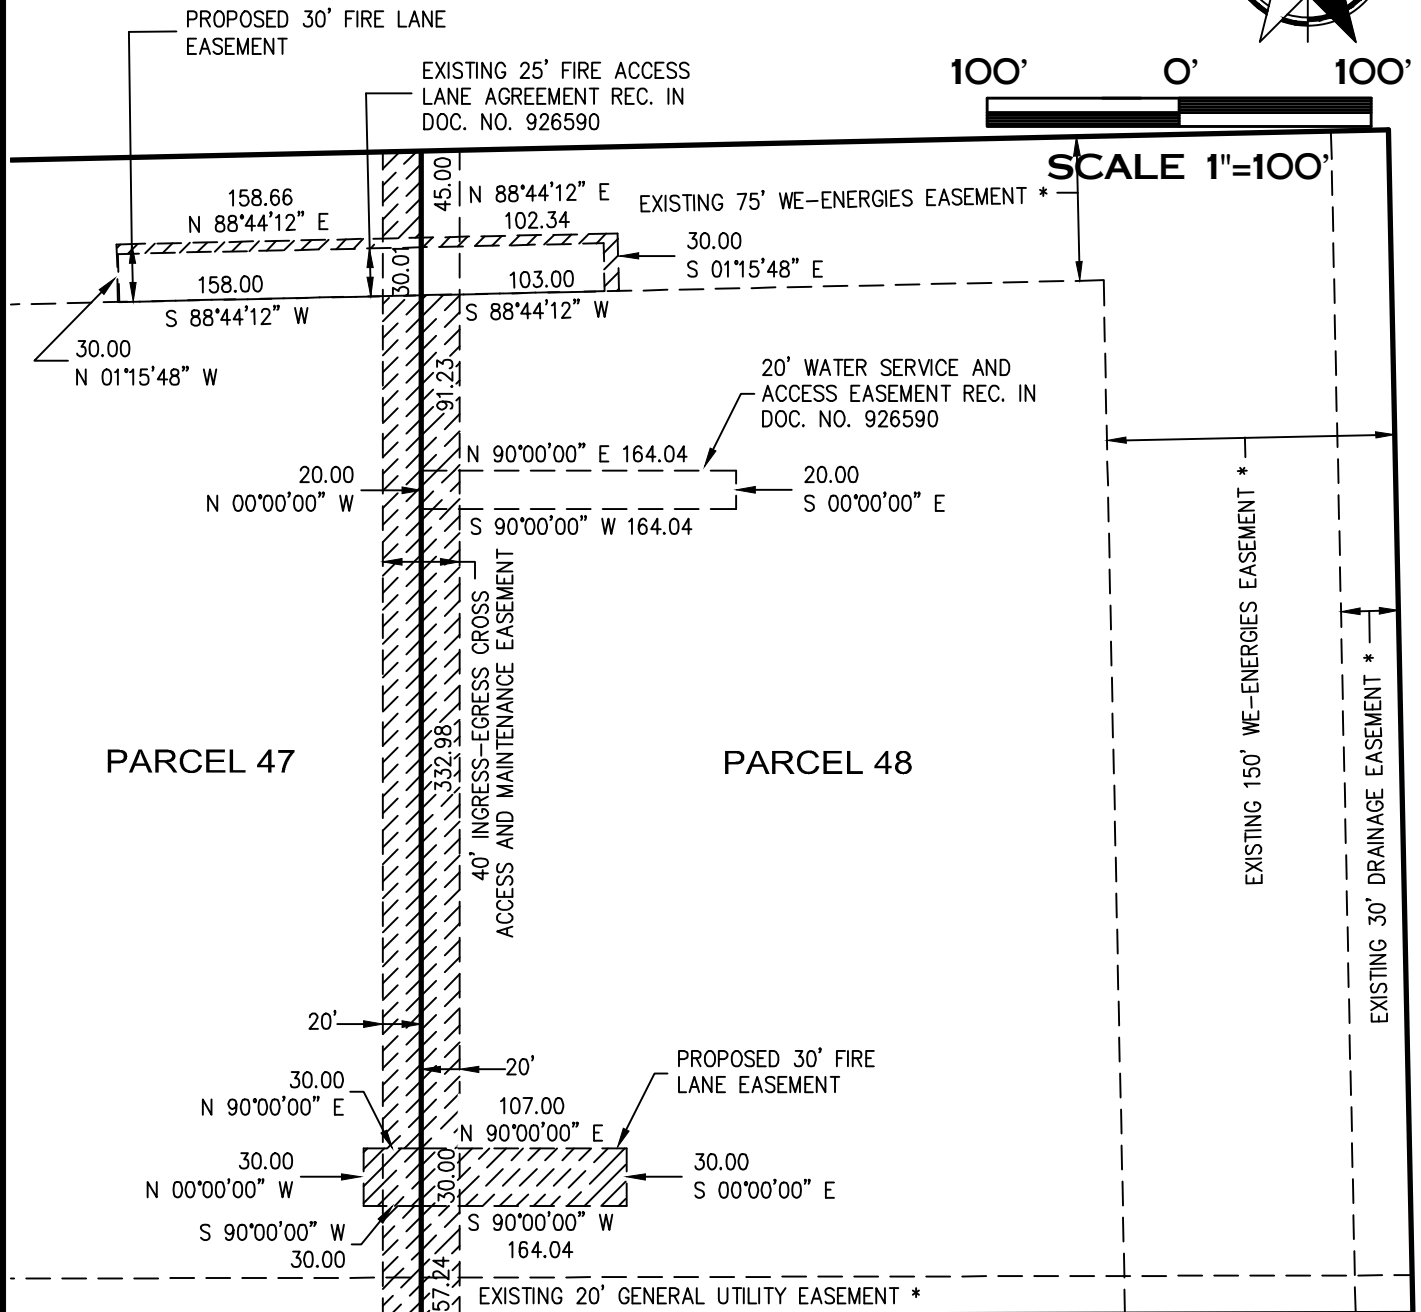 PROPOSED 30' FIRE LANE
EASEMENT
EXISTING 25' FIRE ACCESS
LANE AGREEMENT REC. IN
DOC. NO. 926590
100' 0' 100'
SCALE 1"=100'
158.66
N 88°44'12" E
45.00
N 88°44'12" E
102.34
EXISTING 75' WE-ENERGIES EASEMENT *
30.00
S 01°15'48" E
30.01
158.00
S 88°44'12" W
103.00
S 88°44'12" W
30.00
N 01°15'48" W
91.23
20' WATER SERVICE AND
ACCESS EASEMENT REC. IN
DOC. NO. 926590
N 90°00'00" E 164.04
20.00
N 00°00'00" W
20.00
S 00°00'00" E
S 90°00'00" W 164.04
40' INGRESS-EGRESS CROSS
ACCESS AND MAINTENANCE EASEMENT
332.98
PARCEL 47
PARCEL 48
EXISTING 150' WE-ENERGIES EASEMENT *
EXISTING 30' DRAINAGE EASEMENT *
20'
20'
PROPOSED 30' FIRE
LANE EASEMENT
30.00
N 90°00'00" E
107.00
N 90°00'00" E
30.00
N 00°00'00" W
30.00
30.00
S 00°00'00" E
S 90°00'00" W
30.00
S 90°00'00" W
164.04
57.24
EXISTING 20' GENERAL UTILITY EASEMENT *